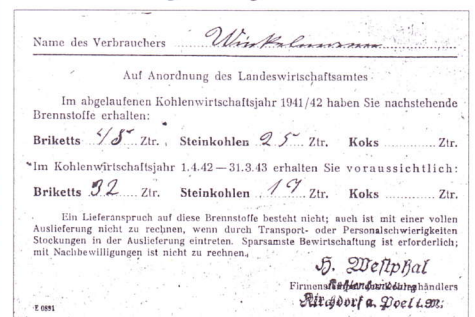 Name des Verbrauchers Winkelmann
Auf Anordnung des Landeswirtschaftsamtes
Im abgelaufenen Kohlenwirtschaftsjahr 1941/42 haben Sie nachstehende
Brennstoffe erhalten:
Briketts 45 Ztr., Steinkohlen 25 Ztr. Koks Ztr.
Im Kohlenwirtschaftsjahr 1.4.42 — 31.3.43 erhalten Sie voraussichtlich:
Briketts 32 Ztr. Steinkohlen 17 Ztr. Koks Ztr.
Ein Lieferanspruch auf diese Brennstoffe besteht nicht; auch ist mit einer vollen
Auslieferung nicht zu rechnen, wenn durch Transport- oder Personalschwierigkeiten
Stockungen in der Auslieferung eintreten. Sparsamste Bewirtschaftung ist erforderlich;
mit Nachbewilligungen ist nicht zu rechnen.
H. Westphal
Kirchdorf a. Poel i. M.
E 0891